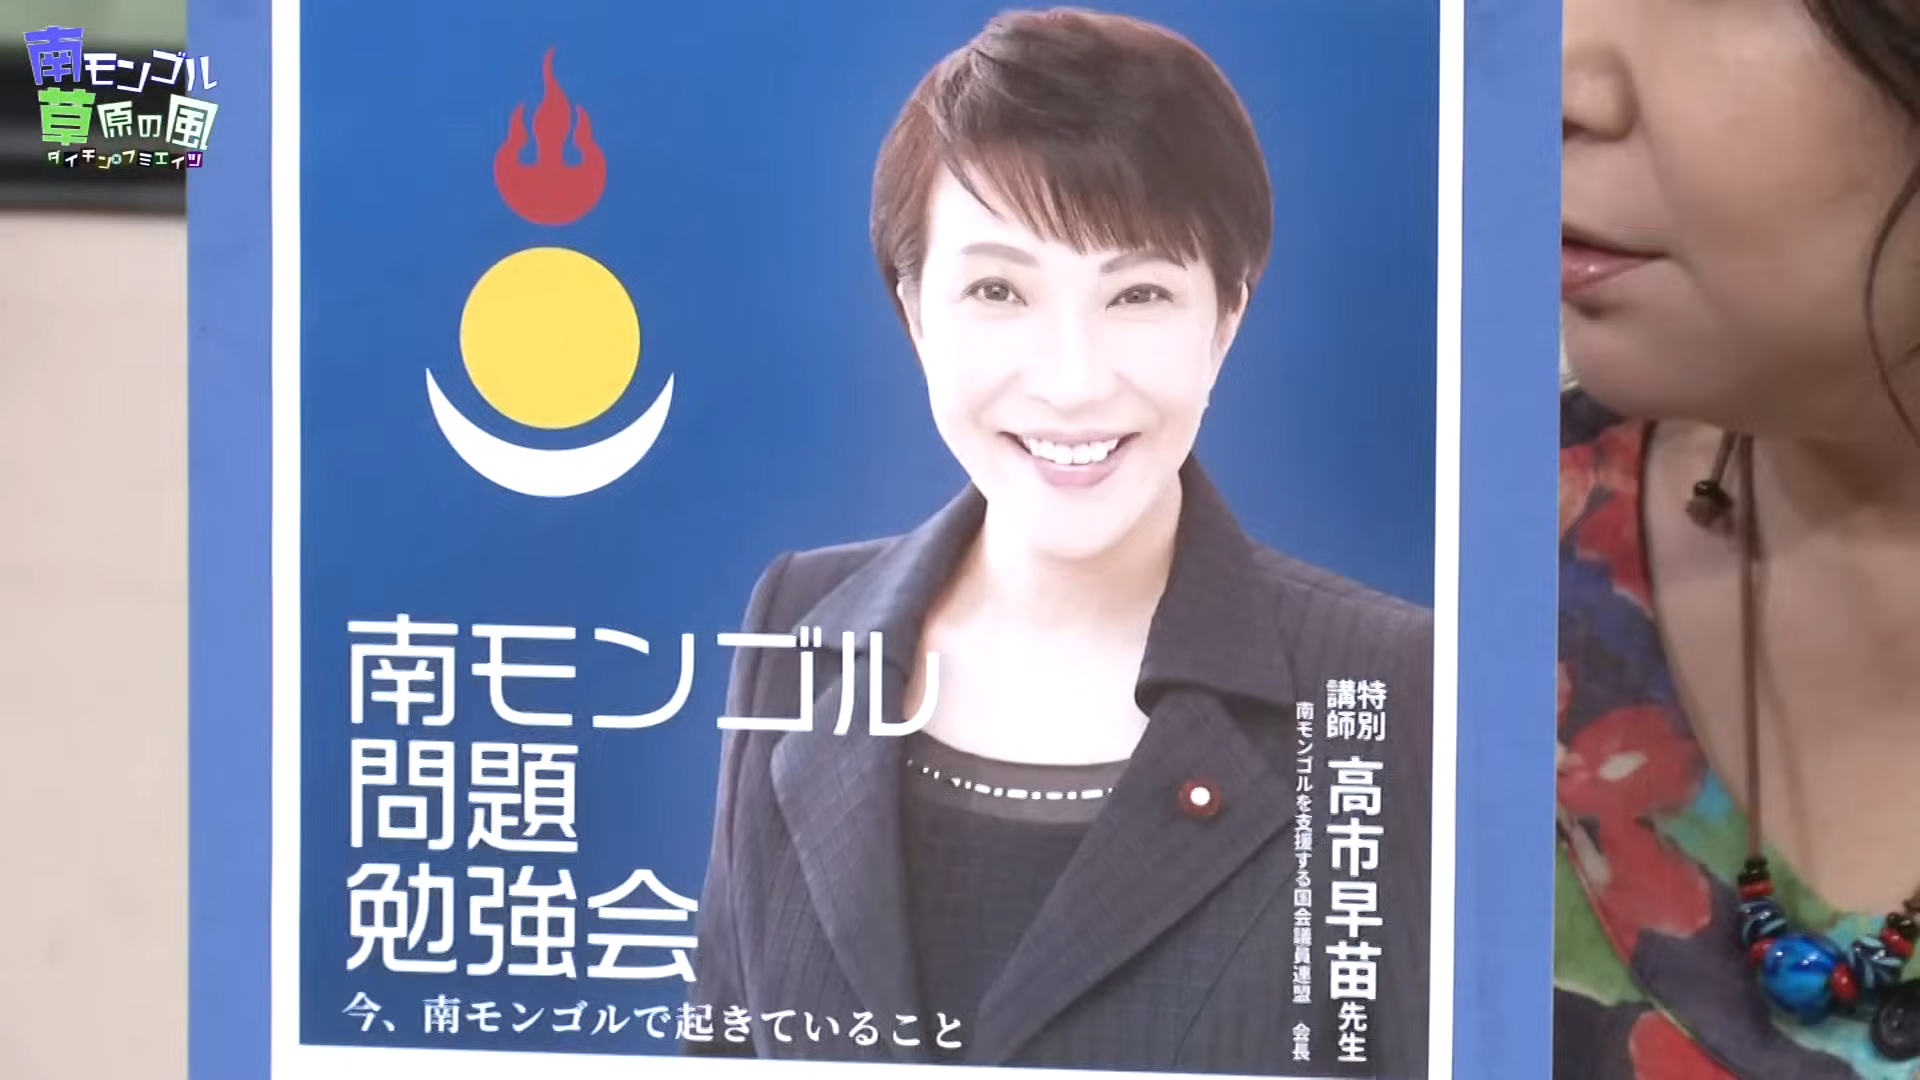 南モンゴル
草原の風
ダイチン×フミエイツ
南モンゴル
問題
勉強会
今、南モンゴルで起きていること
特別
講師
高市早苗先生
南モンゴルを支援する国会議員連盟 会長